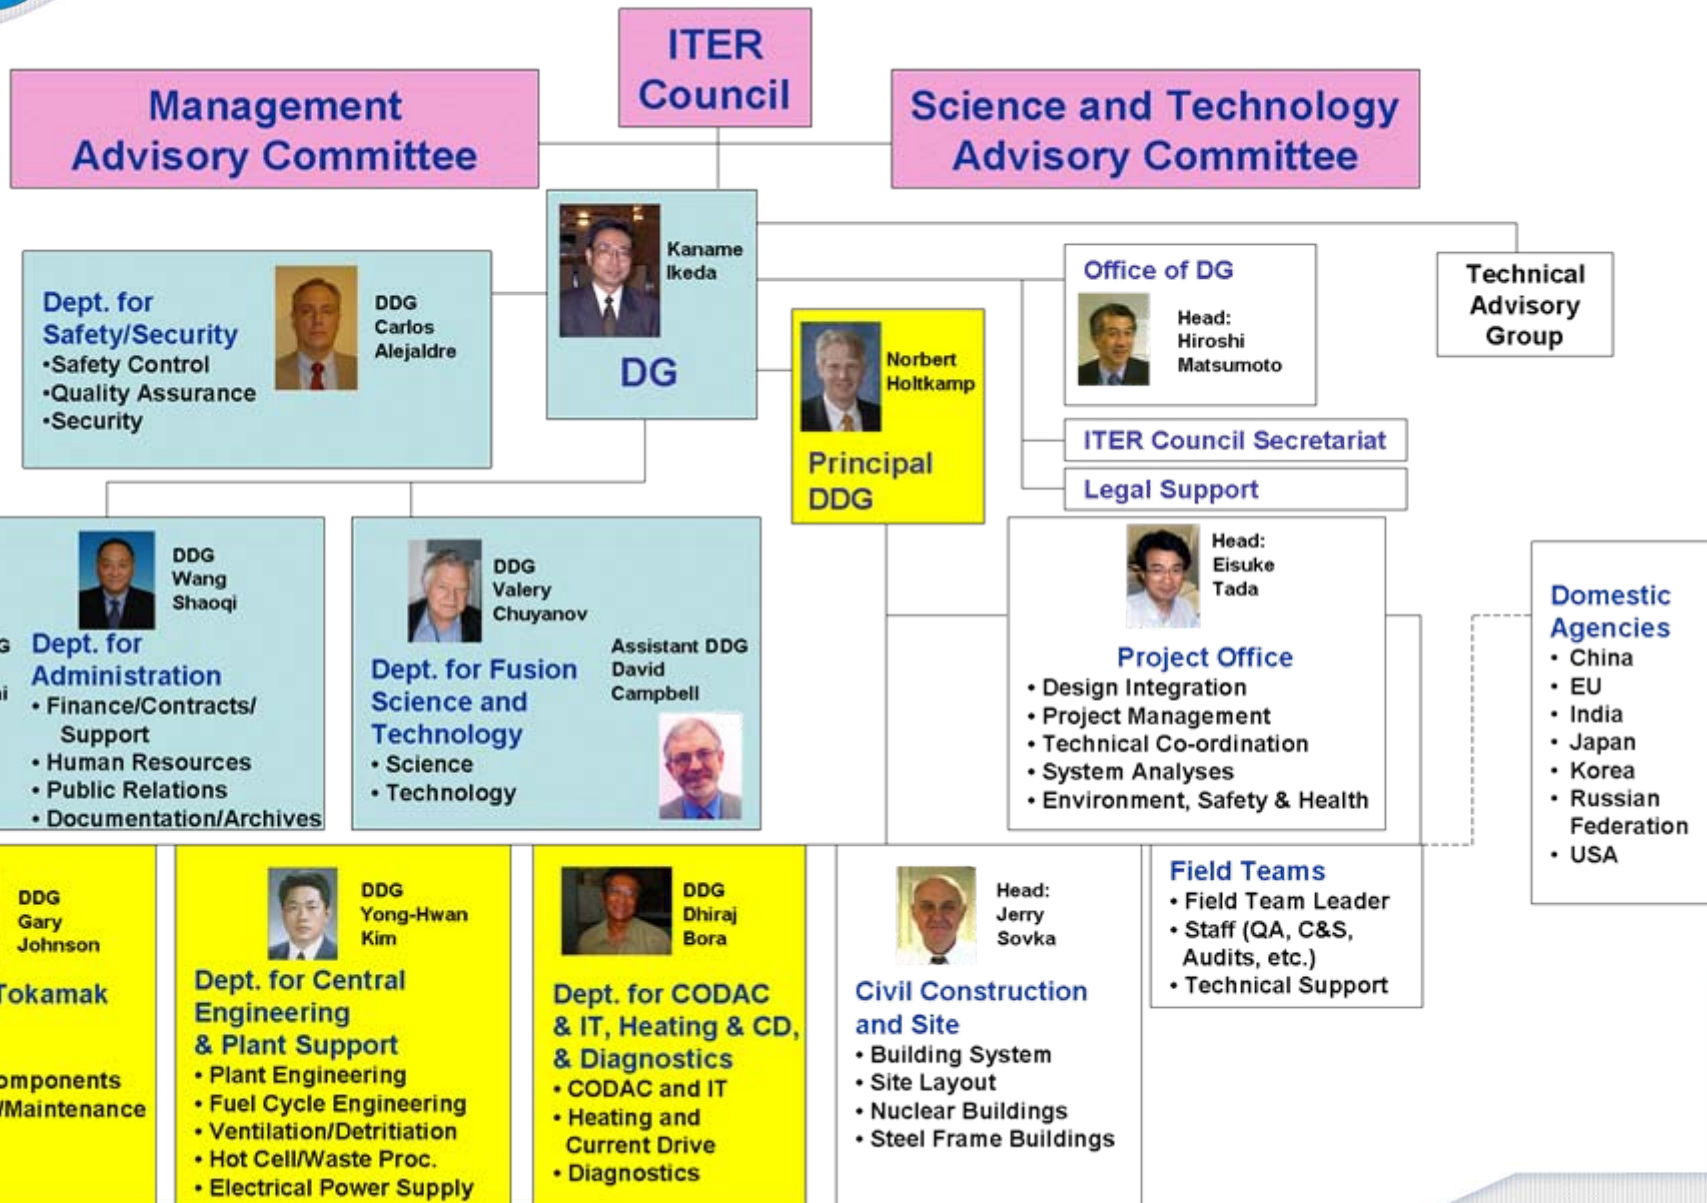 ITER
Council
Management
Advisory Committee
Science and Technology
Advisory Committee
Kaname
Ikeda
DG
Dept. for
Safety/Security
•Safety Control
•Quality Assurance
•Security
DDG
Carlos
Alejaldre
Norbert
Holtkamp
Principal
DDG
Office of DG
Head:
Hiroshi
Matsumoto
ITER Council Secretariat
Legal Support
Technical
Advisory
Group
DDG
Wang
Shaoqi
Dept. for
Administration
• Finance/Contracts/
Support
• Human Resources
• Public Relations
• Documentation/Archives
DDG
Valery
Chuyanov
Dept. for Fusion
Science and
Technology
• Science
• Technology
Assistant DDG
David
Campbell
Head:
Eisuke
Tada
Project Office
• Design Integration
• Project Management
• Technical Co-ordination
• System Analyses
• Environment, Safety & Health
Domestic
Agencies
• China
• EU
• India
• Japan
• Korea
• Russian
Federation
• USA
DDG
Gary
Johnson
Tokamak
omponents
/Maintenance
DDG
Yong-Hwan
Kim
Dept. for Central
Engineering
& Plant Support
• Plant Engineering
• Fuel Cycle Engineering
• Ventilation/Detritiation
• Hot Cell/Waste Proc.
• Electrical Power Supply
DDG
Dhiraj
Bora
Dept. for CODAC
& IT, Heating & CD,
& Diagnostics
• CODAC and IT
• Heating and
Current Drive
• Diagnostics
Head:
Jerry
Sovka
Civil Construction
and Site
• Building System
• Site Layout
• Nuclear Buildings
• Steel Frame Buildings
Field Teams
• Field Team Leader
• Staff (QA, C&S,
Audits, etc.)
• Technical Support